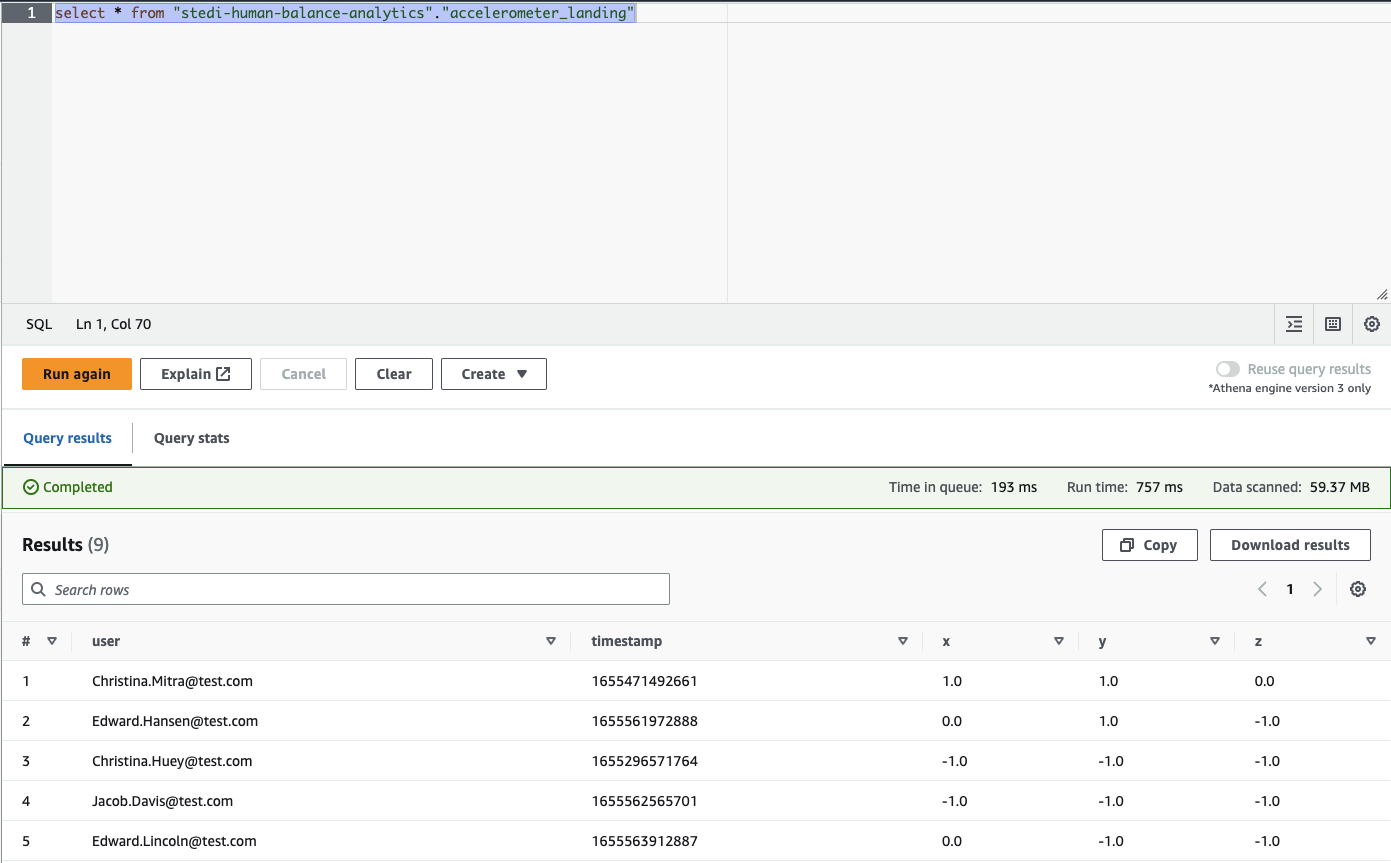 1 select * from "stedi-human-balance-analytics"."accelerometer_landing"
SQL Ln 1, Col 70
Run again Explain Cancel Clear Create Reuse query results
*Athena engine version 3 only
Query results Query stats
Completed Time in queue: 193 ms Run time: 757 ms Data scanned: 59.37 MB
Results (9) Copy Download results
Search rows 1
# user timestamp x y z
1 Christina.Mitra@test.com 1655471492661 1.0 1.0 0.0
2 Edward.Hansen@test.com 1655561972888 0.0 1.0 -1.0
3 Christina.Huey@test.com 1655296571764 -1.0 -1.0 -1.0
4 Jacob.Davis@test.com 1655562565701 -1.0 -1.0 -1.0
5 Edward.Lincoln@test.com 1655563912887 0.0 -1.0 -1.0